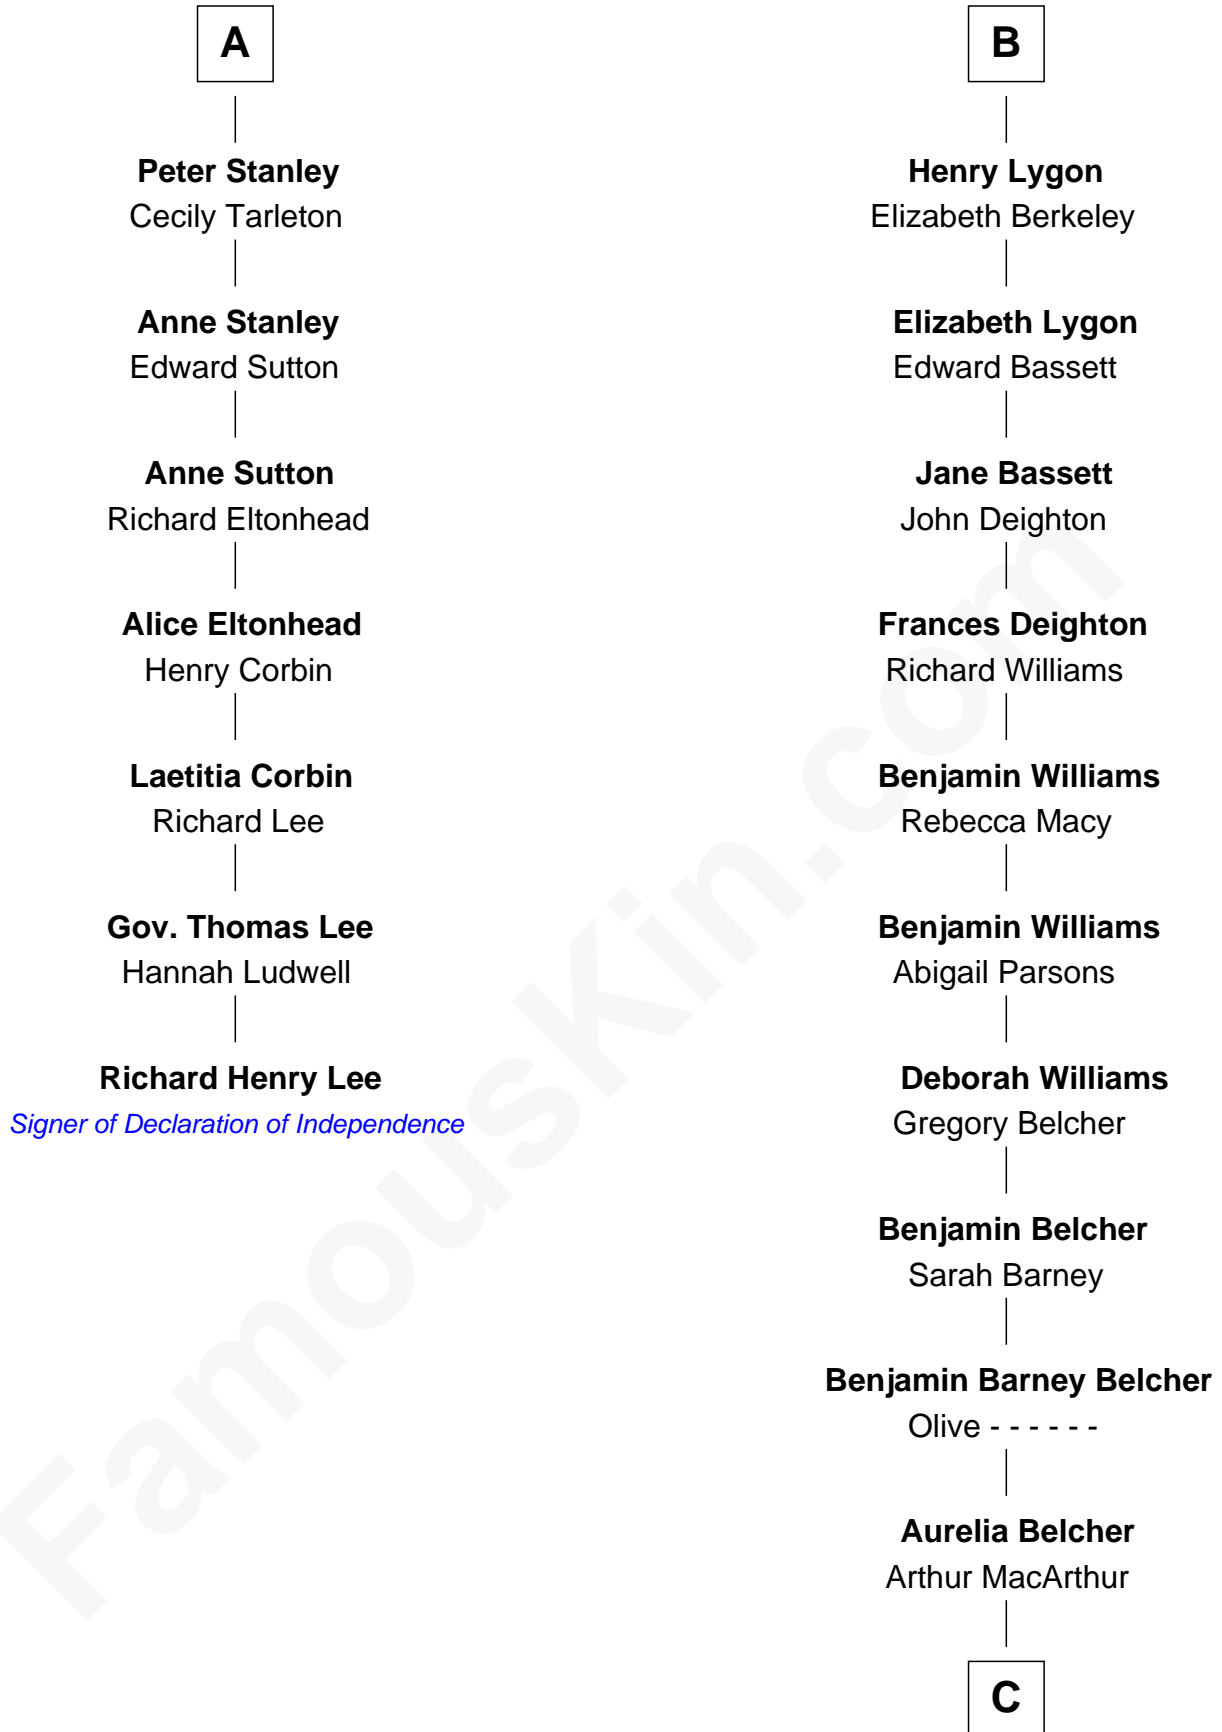 A
Peter Stanley
Cecily Tarleton
Anne Stanley
Edward Sutton
Anne Sutton
Richard Eltonhead
Alice Eltonhead
Henry Corbin
Laetitia Corbin
Richard Lee
Gov. Thomas Lee
Hannah Ludwell
Richard Henry Lee
Signer of Declaration of Independence
B
Henry Lygon
Elizabeth Berkeley
Elizabeth Lygon
Edward Bassett
Jane Bassett
John Deighton
Frances Deighton
Richard Williams
Benjamin Williams
Rebecca Macy
Benjamin Williams
Abigail Parsons
Deborah Williams
Gregory Belcher
Benjamin Belcher
Sarah Barney
Benjamin Barney Belcher
Olive - - - - - -
Aurelia Belcher
Arthur MacArthur
C
FamousKin.com